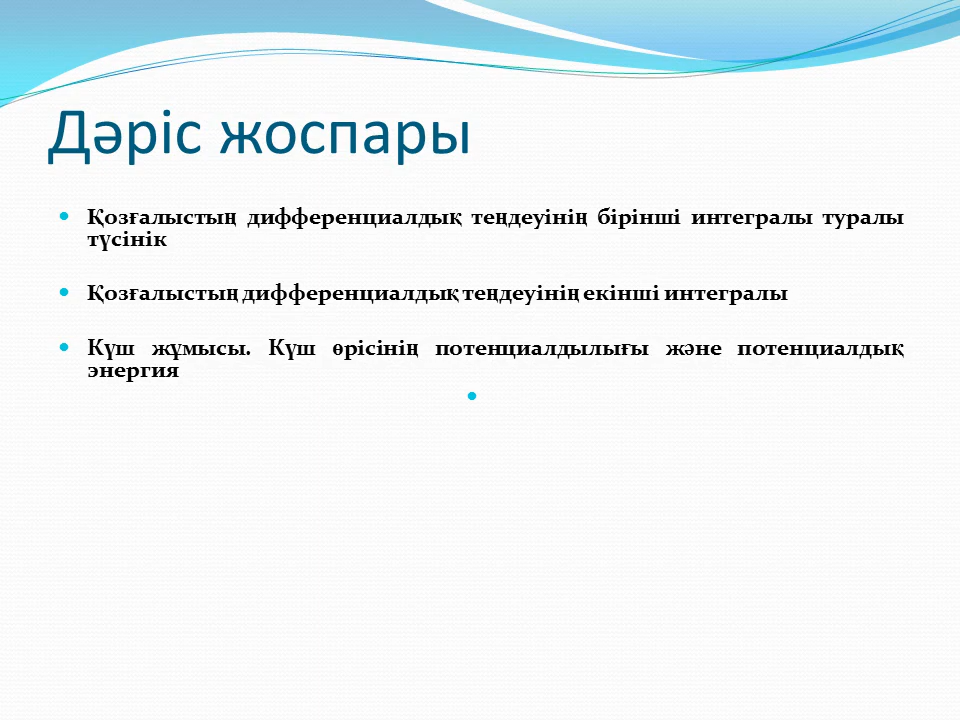 Дәріс жоспары
Қозғалыстың дифференциалдық теңдеуінің бірінші интегралы туралы
түсінік
Қозғалыстың дифференциалдық теңдеуінің екінші интегралы
Күш жұмысы. Күш өрісінің потенциалдылығы және потенциалдық
энергия